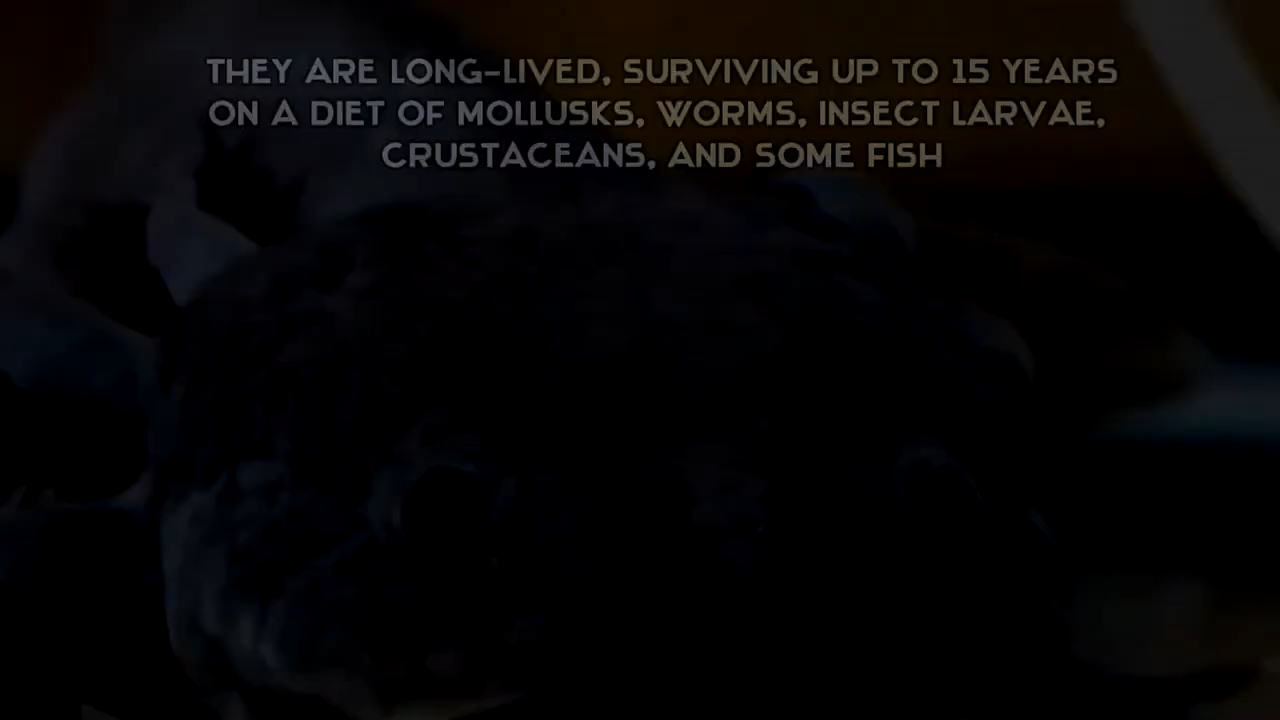 THEY ARE LONG-LIVED, SURVIVING UP TO 15 YEARS
ON A DIET OF MOLLUSKS, WORMS, INSECT LARVAE,
CRUSTACEANS, AND SOME FISH